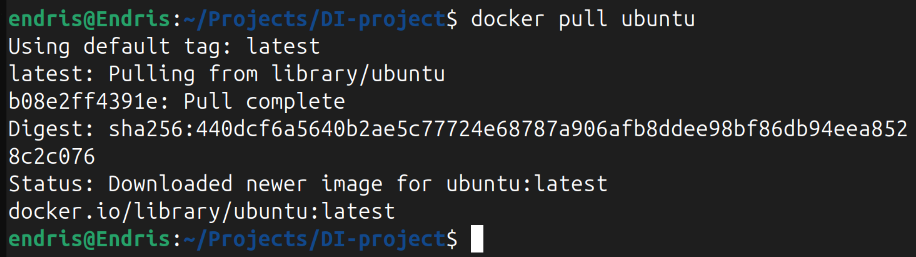 endris@Endris:~/Projects/DI-project$ docker pull ubuntu
Using default tag: latest
latest: Pulling from library/ubuntu
b08e2ff4391e: Pull complete
Digest: sha256:440dcf6a5640b2ae5c77724e68787a906afb8ddee98bf86db94eea852
8c2c076
Status: Downloaded newer image for ubuntu:latest
docker.io/library/ubuntu:latest
endris@Endris:~/Projects/DI-project$